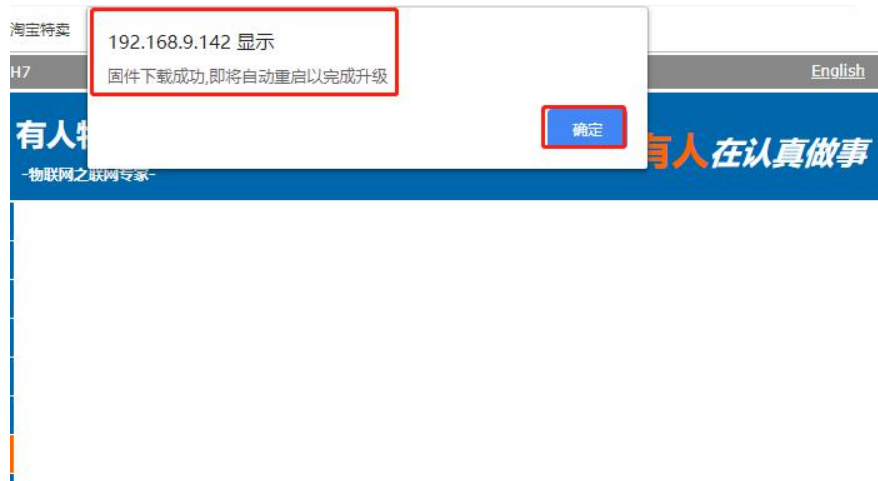 淘宝特卖
192.168.9.142 显示
固件下载成功,即将自动重启以完成升级
确定
H7
English
有人
有人在认真做事
-物联网之联网专家-